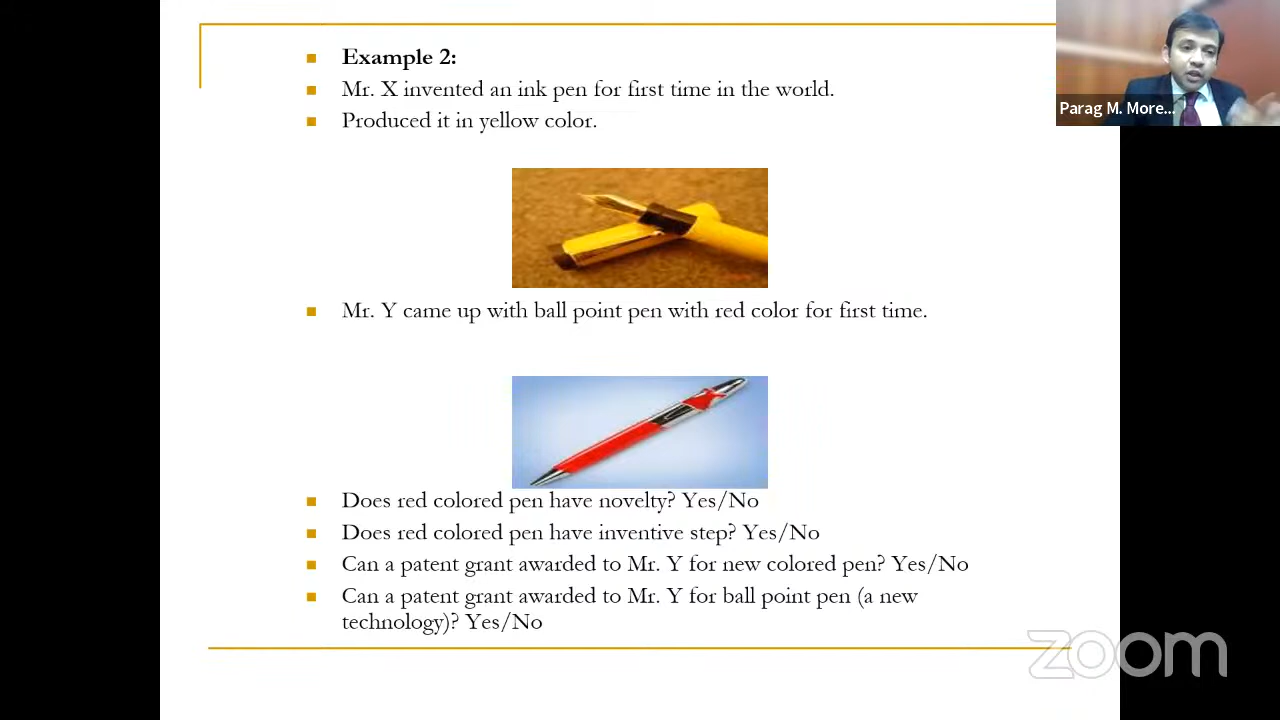 Example 2:
Mr. X invented an ink pen for first time in the world.
Produced it in yellow color.
Parag M. More...
Mr. Y came up with ball point pen with red color for first time.
Does red colored pen have novelty? Yes/No
Does red colored pen have inventive step? Yes/No
Can a patent grant awarded to Mr. Y for new colored pen? Yes/No
Can a patent grant awarded to Mr. Y for ball point pen (a new
technology)? Yes/No
zoom